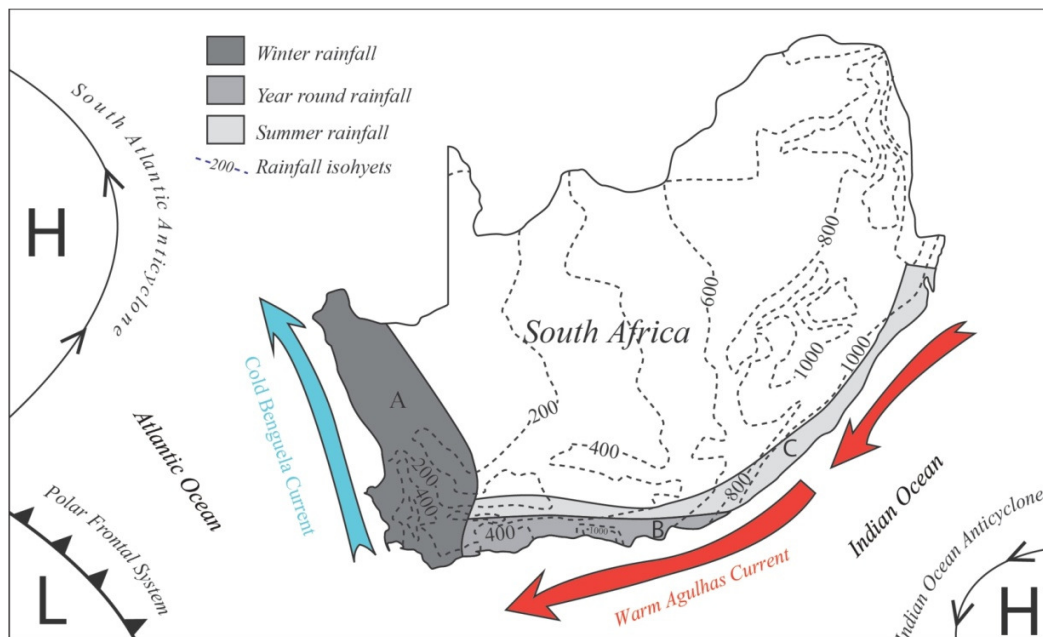 Winter rainfall
Year round rainfall
Summer rainfall
200
Rainfall isohyets
South Atlantic Anticyclone
H
Cold Benguela Current
Atlantic Ocean
Polar Frontal System
L
South Africa
A
200
400
200
400
600
800
1000
1000
800
C
B
400
1000
Warm Agulhas Current
Indian Ocean
Indian Ocean Anticyclone
H